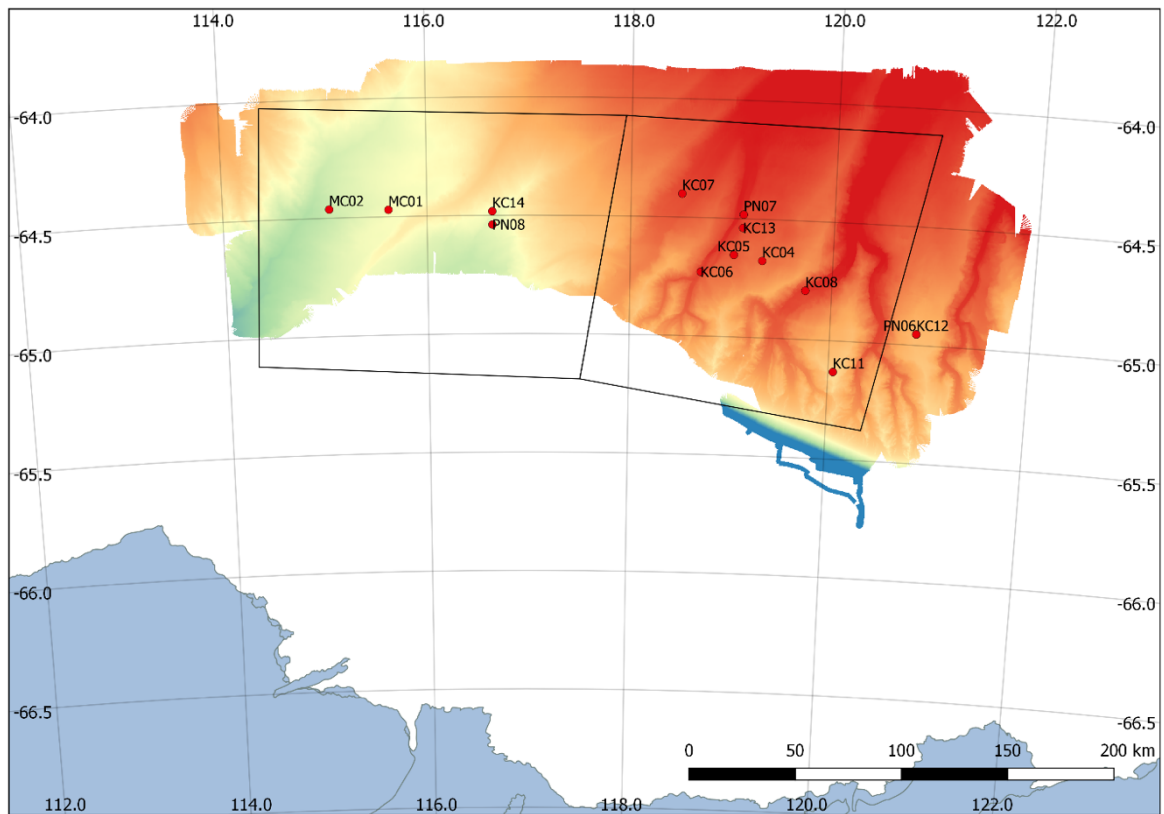 114.0 116.0 118.0 120.0 122.0
-64.0 -64.0
KC07
MC02 MC01 KC14 PN07
PN08 KC13
-64.5 -64.5
KC05 KC04
KC06
KC08
PN06KC12
-65.0 -65.0
KC11
-65.5 -65.5
-66.0 -66.0
-66.5 -66.5
0 50 100 150 200 km
112.0 114.0 116.0 118.0 120.0 122.0